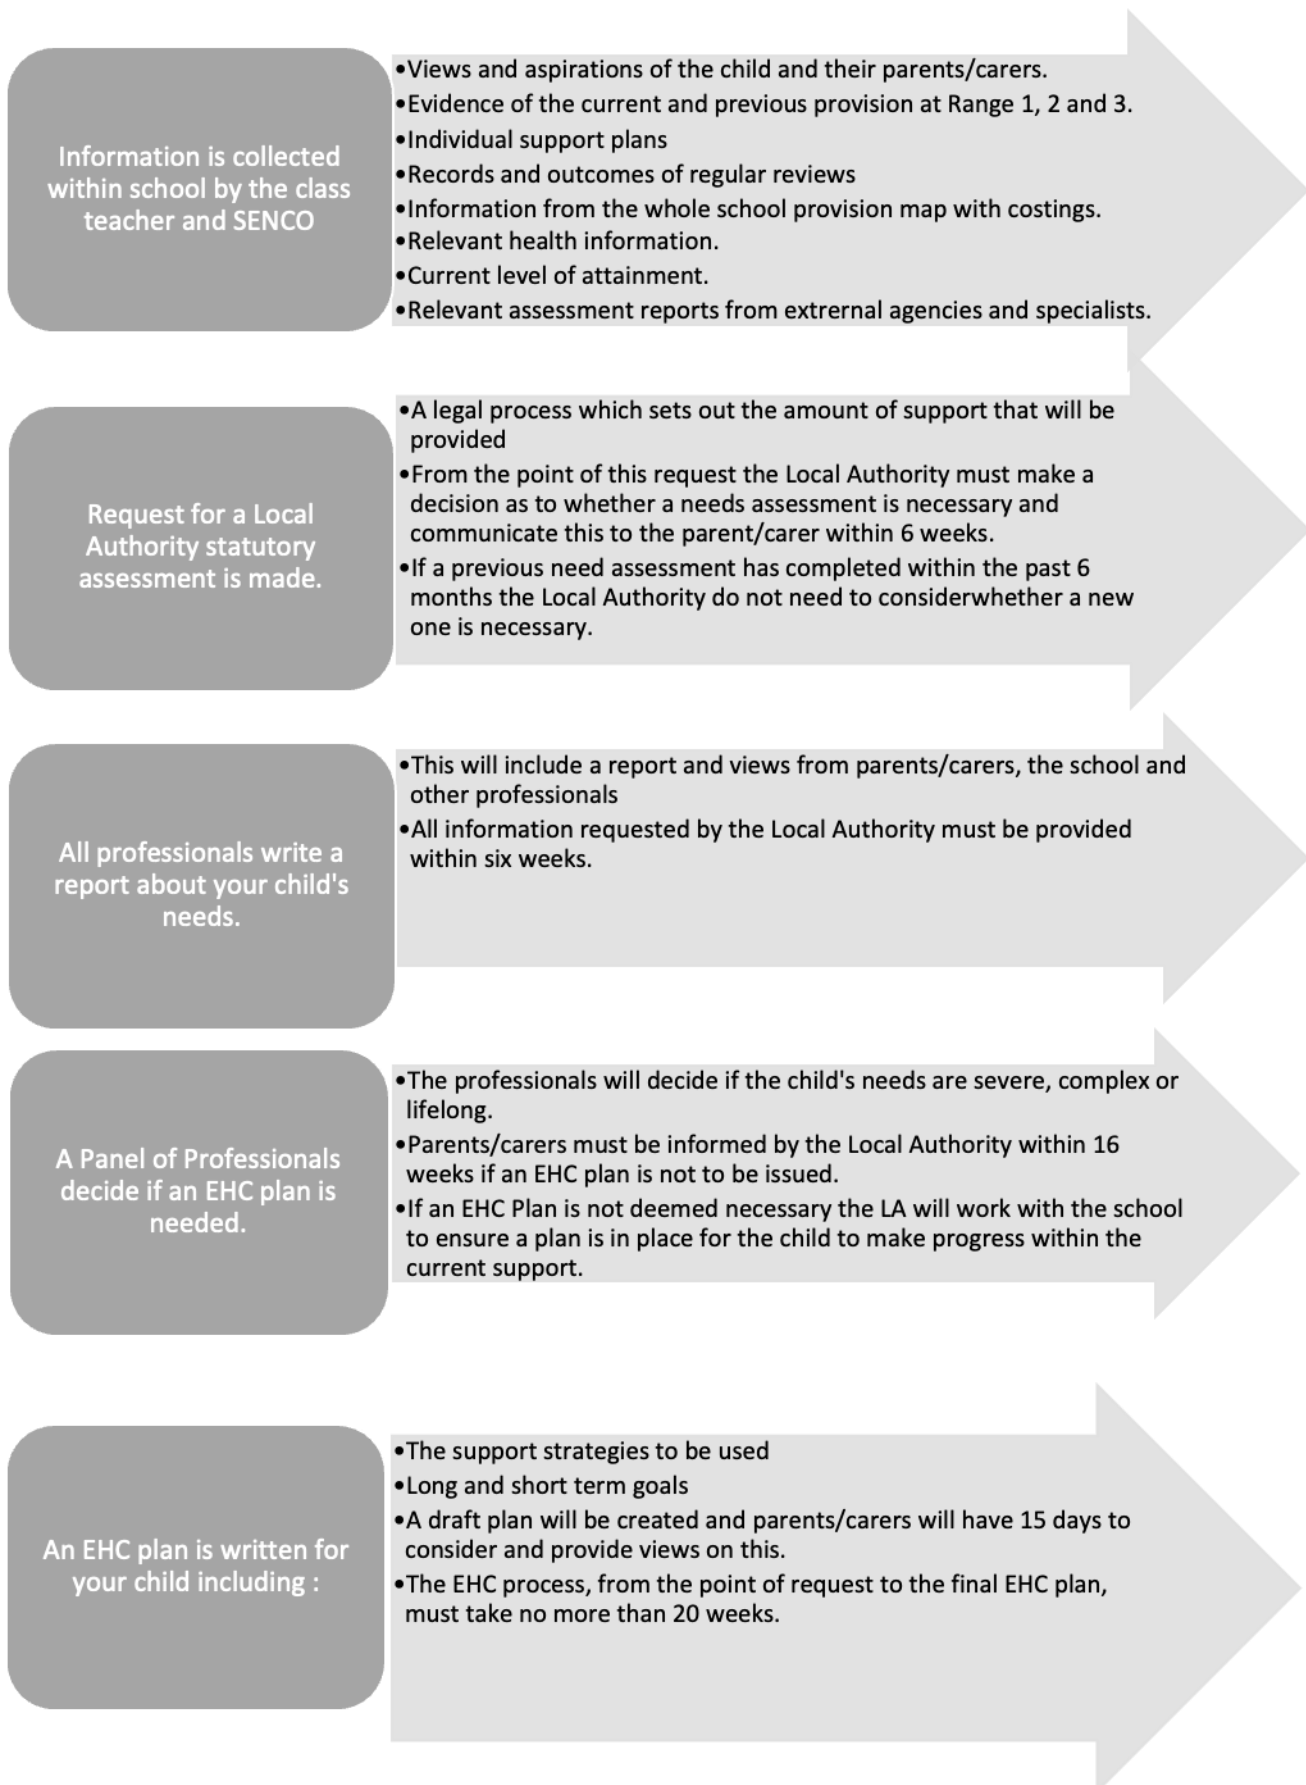 Information is collected
within school by the class
teacher and SENCO
•Views and aspirations of the child and their parents/carers.
•Evidence of the current and previous provision at Range 1, 2 and 3.
•Individual support plans
•Records and outcomes of regular reviews
•Information from the whole school provision map with costings.
•Relevant health information.
•Current level of attainment.
•Relevant assessment reports from extrernal agencies and specialists.
Request for a Local
Authority statutory
assessment is made.
•A legal process which sets out the amount of support that will be
provided
•From the point of this request the Local Authority must make a
decision as to whether a needs assessment is necessary and
communicate this to the parent/carer within 6 weeks.
•If a previous need assessment has completed within the past 6
months the Local Authority do not need to considerwhether a new
one is necessary.
All professionals write a
report about your child's
needs.
•This will include a report and views from parents/carers, the school and
other professionals
•All information requested by the Local Authority must be provided
within six weeks.
A Panel of Professionals
decide if an EHC plan is
needed.
•The professionals will decide if the child's needs are severe, complex or
lifelong.
•Parents/carers must be informed by the Local Authority within 16
weeks if an EHC plan is not to be issued.
•If an EHC Plan is not deemed necessary the LA will work with the school
to ensure a plan is in place for the child to make progress within the
current support.
An EHC plan is written for
your child including :
•The support strategies to be used
•Long and short term goals
•A draft plan will be created and parents/carers will have 15 days to
consider and provide views on this.
•The EHC process, from the point of request to the final EHC plan,
must take no more than 20 weeks.